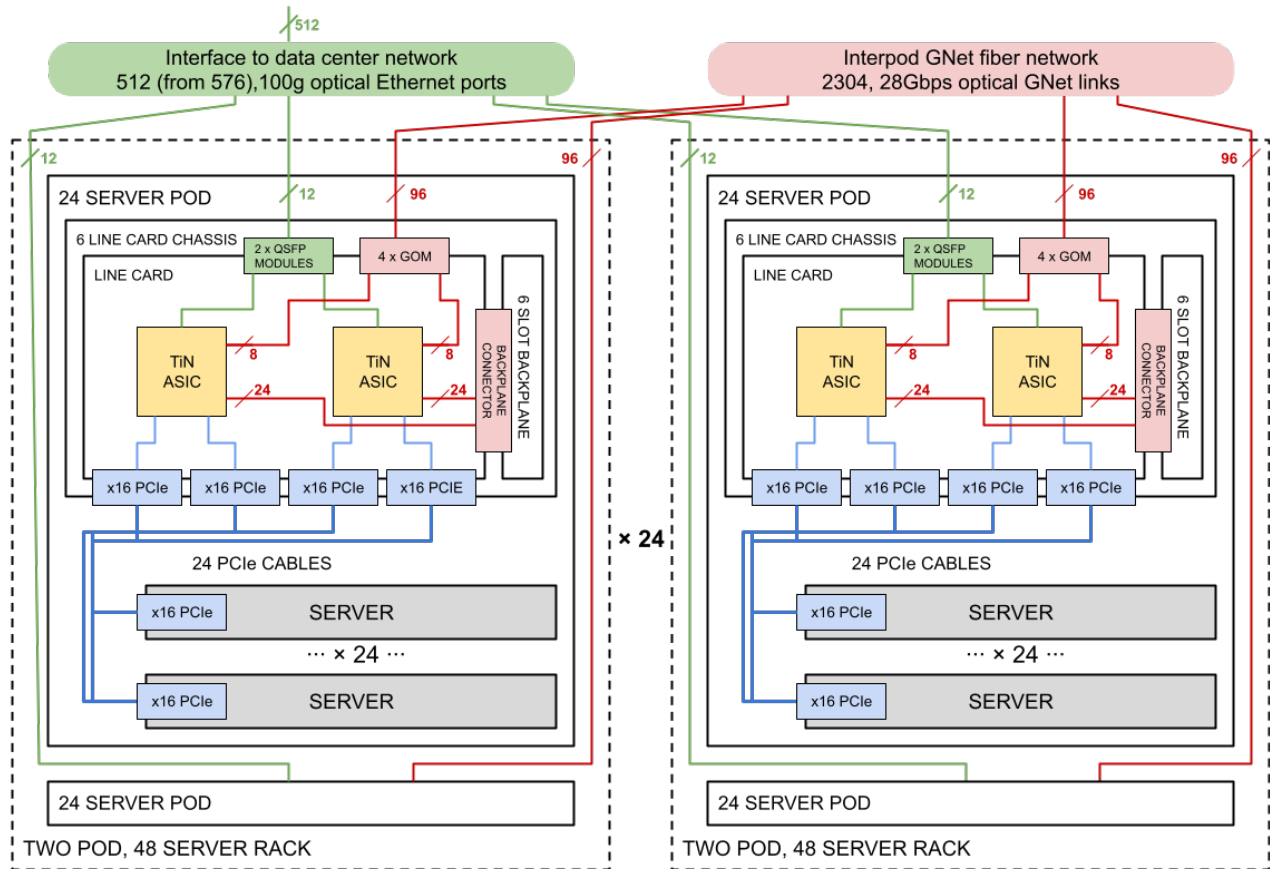 512
Interface to data center network
512 (from 576),100g optical Ethernet ports
Interpod GNet fiber network
2304, 28Gbps optical GNet links
12
96
12
96
24 SERVER POD
12
96
6 LINE CARD CHASSIS
2 x QSFP
MODULES
4 x GOM
LINE CARD
6 SLOT BACKPLANE
TiN
ASIC
8
TiN
ASIC
8
BACKPLANE
CONNECTOR
24
24
x16 PCIe
x16 PCIe
x16 PCIe
x16 PCIE
24 PCIe CABLES
x16 PCIe
SERVER
··· × 24 ···
x16 PCIe
SERVER
24 SERVER POD
TWO POD, 48 SERVER RACK
× 24
24 SERVER POD
12
96
6 LINE CARD CHASSIS
2 x QSFP
MODULES
4 x GOM
LINE CARD
6 SLOT BACKPLANE
TiN
ASIC
8
TiN
ASIC
8
BACKPLANE
CONNECTOR
24
24
x16 PCIe
x16 PCIe
x16 PCIe
x16 PCIe
24 PCIe CABLES
x16 PCIe
SERVER
··· × 24 ···
x16 PCIe
SERVER
24 SERVER POD
TWO POD, 48 SERVER RACK